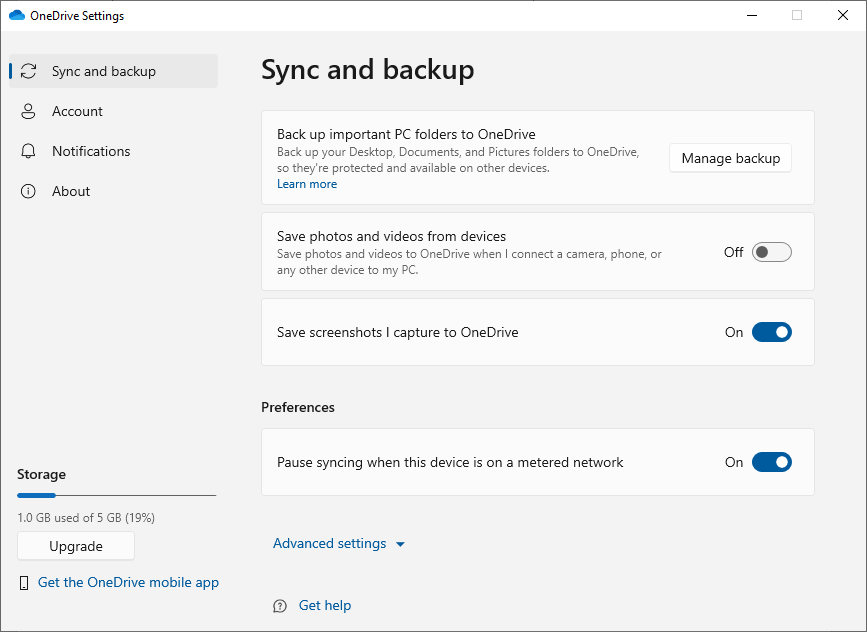 OneDrive Settings
Sync and backup
Account
Notifications
About
Storage
1.0 GB used of 5 GB (19%)
Upgrade
Get the OneDrive mobile app
Sync and backup
Back up important PC folders to OneDrive
Back up your Desktop, Documents, and Pictures folders to OneDrive,
so they're protected and available on other devices.
Learn more
Manage backup
Save photos and videos from devices
Save photos and videos to OneDrive when I connect a camera, phone, or
any other device to my PC.
Off
Save screenshots I capture to OneDrive
On
Preferences
Pause syncing when this device is on a metered network
On
Advanced settings
Get help